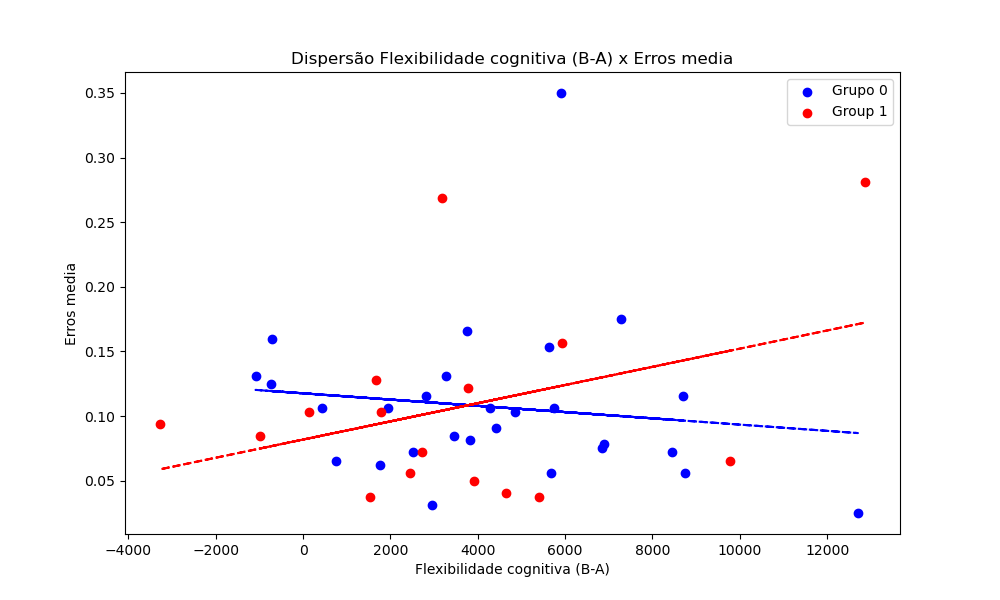 Dispersão Flexibilidade cognitiva (B-A) x Erros media
Grupo 0
Group 1
Erros media
0.35
0.30
0.25
0.20
0.15
0.10
0.05
−4000 −2000 0 2000 4000 6000 8000 10000 12000
Flexibilidade cognitiva (B-A)